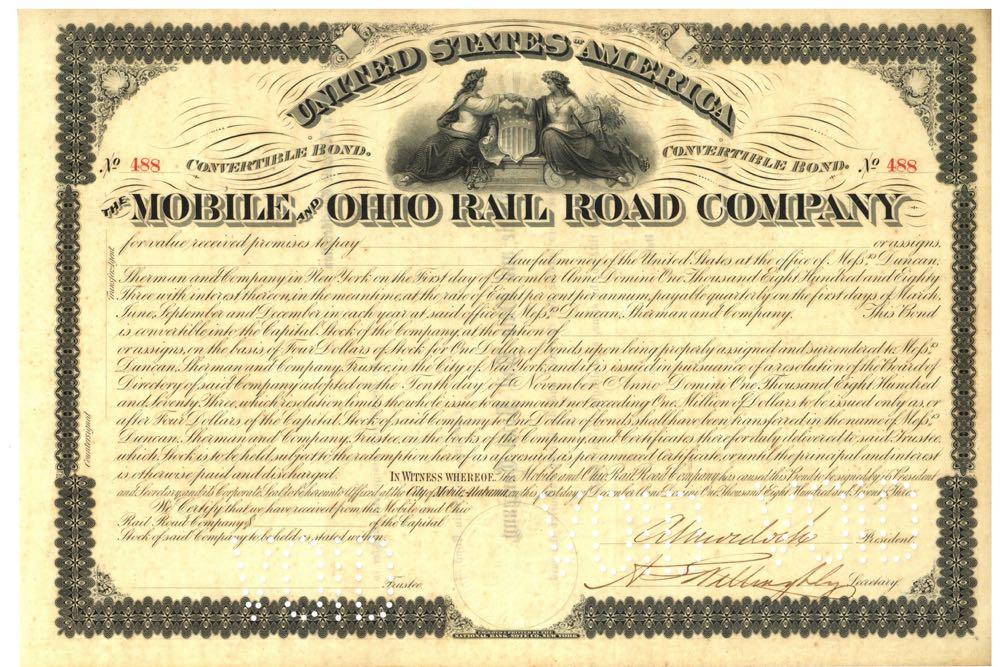 UNITED STATES OF AMERICA
No 488 CONVERTIBLE BOND. CONVERTIBLE BOND. No 488
THE MOBILE AND OHIO RAIL ROAD COMPANY
for value received promises to pay or assigns,
lawful money of the United States at the office of Mess.rs Duncan,
Sherman and Company in New York on the First day of December Anno Domini One Thousand Eight Hundred and Eighty
Three with interest thereon, in the meantime, at the rate of Eight per cent per annum, payable quarterly on the first days of March,
June, September and December in each year at said office of Mess.rs Duncan, Sherman and Company. This Bond
is convertible into the Capital Stock of the Company, at the option of
or assigns, on the basis of Four Dollars of Stock for One Dollar of bonds upon being properly assigned and surrendered to Mess.rs
Duncan, Sherman and Company, Trustee, in the City of New York, and it is issued in pursuance of a resolution of the Board of
Directory of said Company adopted on the Tenth day of November Anno Domini One Thousand Eight Hundred
and Seventy Three, which resolution limits the whole issue to an amount not exceeding One Million of Dollars to be issued only as, or
after Four Dollars of the Capital Stock of said Company to One Dollar of bonds shall have been transferred in the name of Mess.rs
Duncan, Sherman and Company, Trustee, on the books of the Company, and Certificates therefor duly delivered to said Trustee,
which Stock is to be held, subject to the redemption hereof as aforesaid, as per annexed certificate or until the principal and interest
is otherwise paid and discharged. IN WITNESS WHEREOF, The Mobile and Ohio Rail Road Company has caused this Bond to be signed by its President
and Secretary and its Corporate Seal to be hereunto affixed at the City of Mobile Alabama, on this first day of December Anno Domini One Thousand Eight Hundred and Seventy Three.
We Certify that we have received from the Mobile and Ohio
Rail Road Company $ of the Capital
Stock of said Company to be held as stated within.
President.
Trustee. Secretary.
Transfer Agent
Countersigned
NATIONAL BANK NOTE CO. NEW YORK